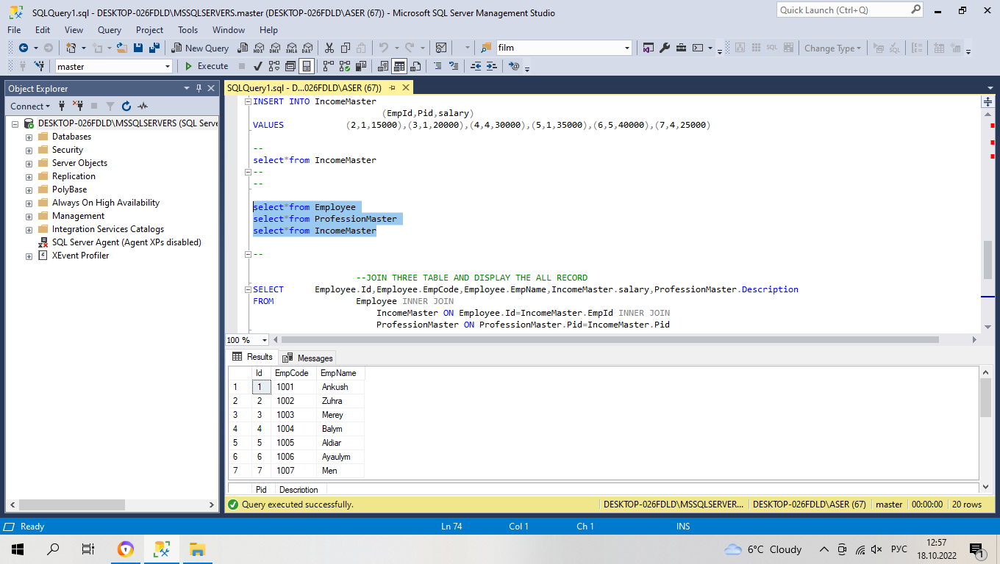 SQLQuery1.sql - DESKTOP-026FDLD\MSSQLSERVERS.master (DESKTOP-026FDLD\ASER (67)) - Microsoft SQL Server Management Studio
Quick Launch (Ctrl+Q)
File Edit View Query Project Tools Window Help
New Query MDX DMX XMLA DAX film SQL Change Type SQL
master Execute
Object Explorer
SQLQuery1.sql - D...026FDLD\ASER (67))
Connect
DESKTOP-026FDLD\MSSQLSERVERS (SQL Serve
Databases
Security
Server Objects
Replication
PolyBase
Always On High Availability
Management
Integration Services Catalogs
SQL Server Agent (Agent XPs disabled)
XEvent Profiler
INSERT INTO IncomeMaster
(EmpId,Pid,salary)
VALUES (2,1,15000),(3,1,20000),(4,4,30000),(5,1,35000),(6,5,40000),(7,4,25000)
--
select*from IncomeMaster
--
--
select*from Employee
select*from ProfessionMaster
select*from IncomeMaster
--
--JOIN THREE TABLE AND DISPLAY THE ALL RECORD
SELECT Employee.Id,Employee.EmpCode,Employee.EmpName,IncomeMaster.salary,ProfessionMaster.Description
FROM Employee INNER JOIN
IncomeMaster ON Employee.Id=IncomeMaster.EmpId INNER JOIN
ProfessionMaster ON ProfessionMaster.Pid=IncomeMaster.Pid
100 %
Results Messages
Id EmpCode EmpName
1 1 1001 Ankush
2 2 1002 Zuhra
3 3 1003 Merey
4 4 1004 Balym
5 5 1005 Aldiar
6 6 1006 Ayaulym
7 7 1007 Men
Pid Description
Query executed successfully. DESKTOP-026FDLD\MSSQLSERVER... DESKTOP-026FDLD\ASER (67) master 00:00:00 20 rows
Ready Ln 74 Col 1 Ch 1 INS
6°C Cloudy РУС 12:57
18.10.2022 1